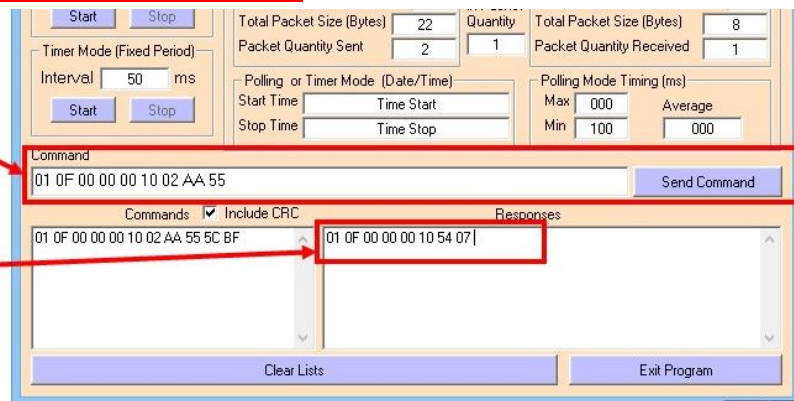 Start Stop
Total Packet Size (Bytes) 22
Quantity
Total Packet Size (Bytes) 8
Timer Mode (Fixed Period)
Packet Quantity Sent 2
1
Packet Quantity Received 1
Interval 50 ms
Start Stop
Polling or Timer Mode (Date/Time)
Start Time Time Start
Stop Time Time Stop
Polling Mode Timing (ms)
Max 000 Average
Min 100 000
Command
01 0F 00 00 00 10 02 AA 55
Send Command
Commands Include CRC
Responses
01 0F 00 00 00 10 02 AA 55 5C BF
01 0F 00 00 00 10 54 07
Clear Lists
Exit Program